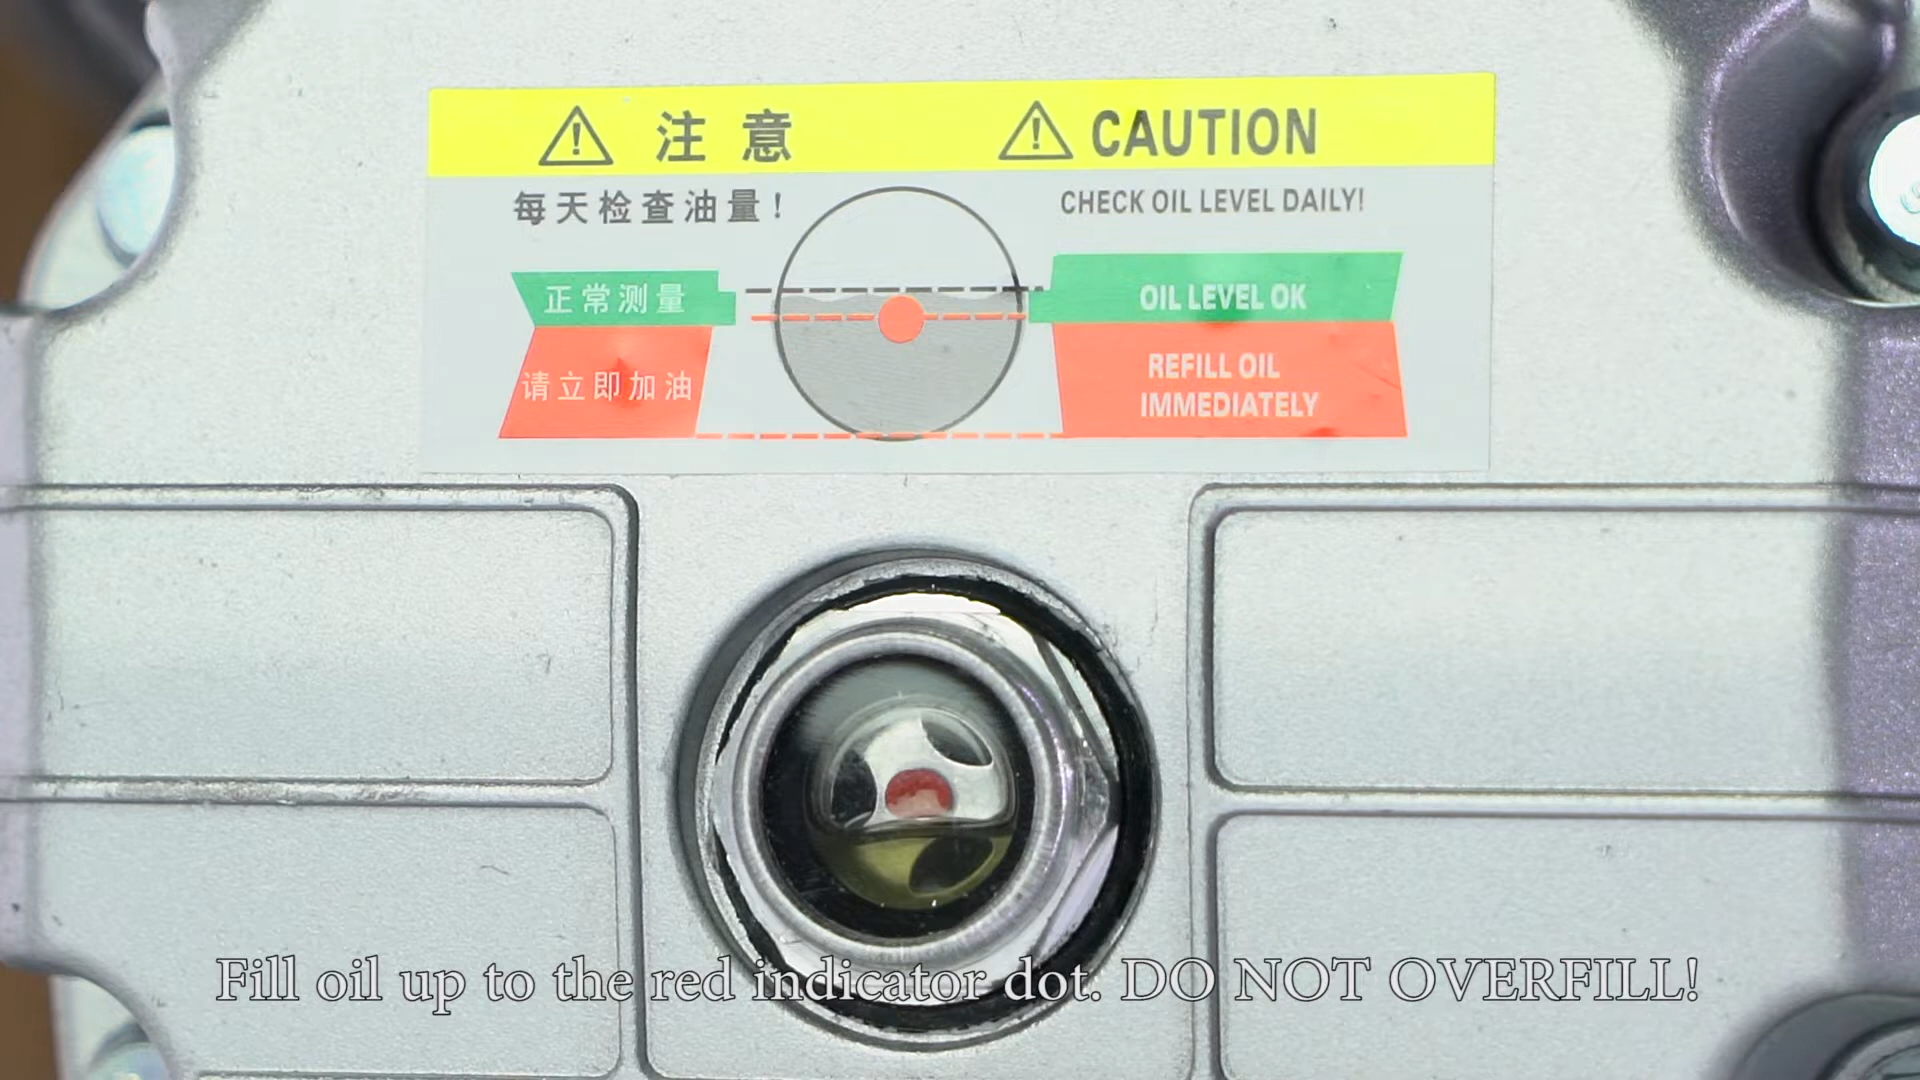 注意
CAUTION
每天检查油量!
CHECK OIL LEVEL DAILY!
正常测量
OIL LEVEL OK
请立即加油
REFILL OIL
IMMEDIATELY
Fill oil up to the red indicator dot. DO NOT OVERFILL!